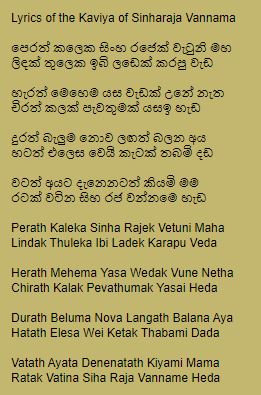 Lyrics of the Kaviya of Sinharaja Vannama
පෙරත් කලෙක සිංහ රජෙක් වැටුනි මහ
ලිඳක් තුලෙක ඉබි ලඩෙක් කරපු වැඩ
හැරත් මෙහෙම යස වැඩක් උනේ නැත
චිරත් කලක් පැවතුමක් යසඉ හැඩ
දුරත් බැලුම නොව ලඟත් බලන අය
හටත් එලෙස වෙයි කැටක් තබමි දඩ
වටත් අයට දැනෙනටත් කියමි මම
රටක් වටින සිහ රජ වන්නමෙ හැඩ
Perath Kaleka Sinha Rajek Vetuni Maha
Lindak Thuleka Ibi Ladek Karapu Veda
Herath Mehema Yasa Wedak Vune Netha
Chirath Kalak Pevathumak Yasai Heda
Durath Beluma Nova Langath Balana Aya
Hatath Elesa Wei Ketak Thabami Dada
Vatath Ayata Denenatath Kiyami Mama
Ratak Vatina Siha Raja Vanname Heda